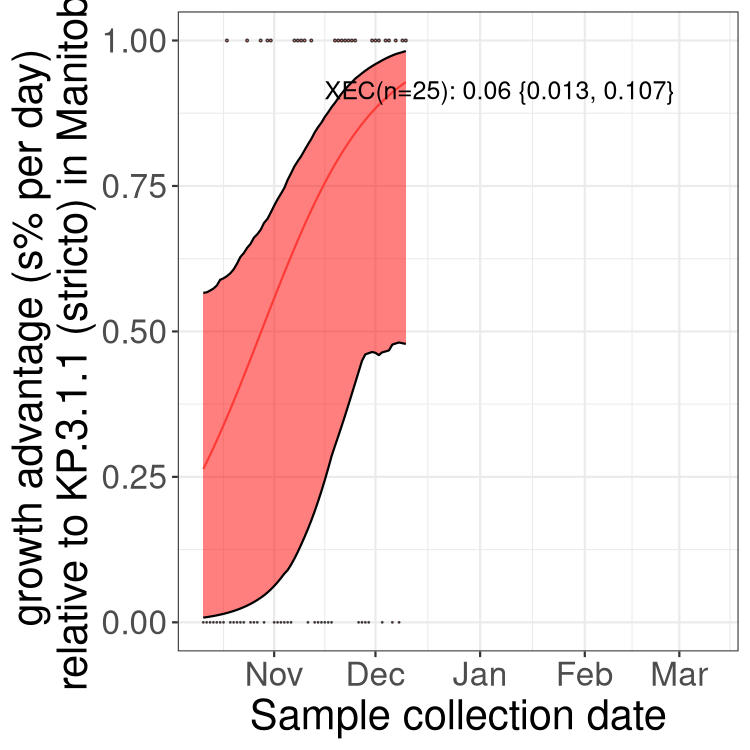 growth advantage (s% per day)
relative to KP.3.1.1 (stricto) in Manitob
1.00
0.75
0.50
0.25
0.00
XEC(n=25): 0.06 {0.013, 0.107}
Nov Dec Jan Feb Mar
Sample collection date